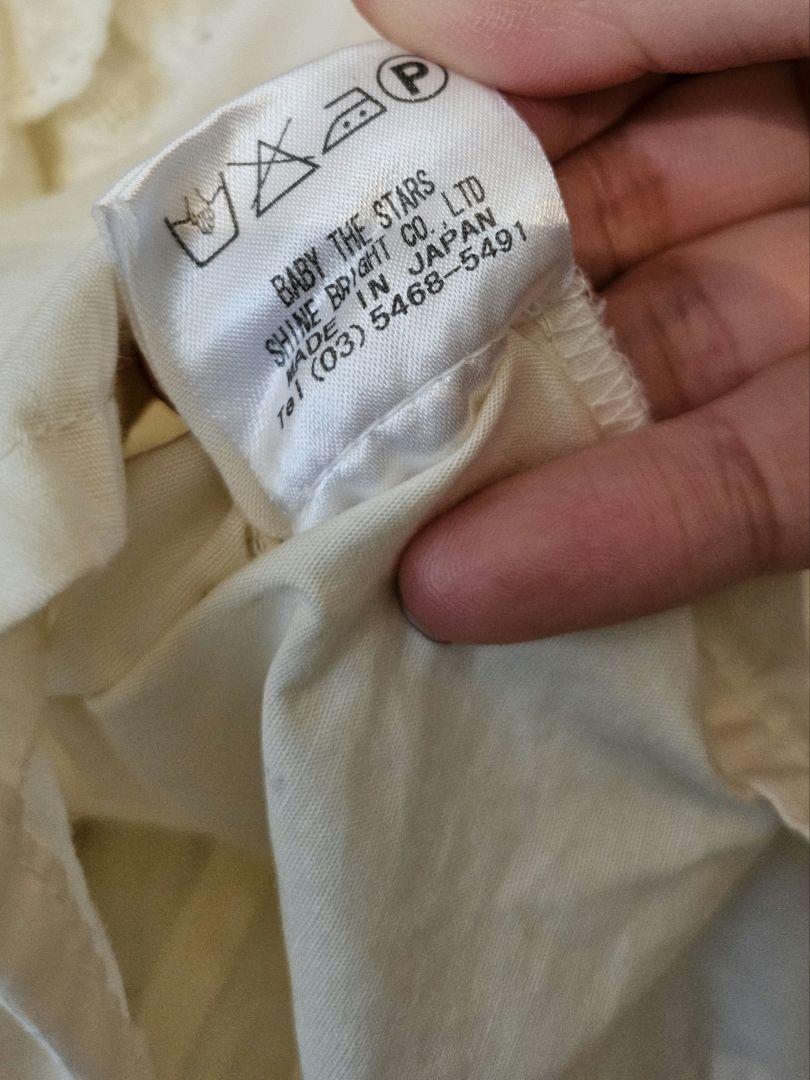 P
BABY THE STARS
SHINE BRIGHT CO.,LTD
MADE IN JAPAN
Tel (03)5468-5491